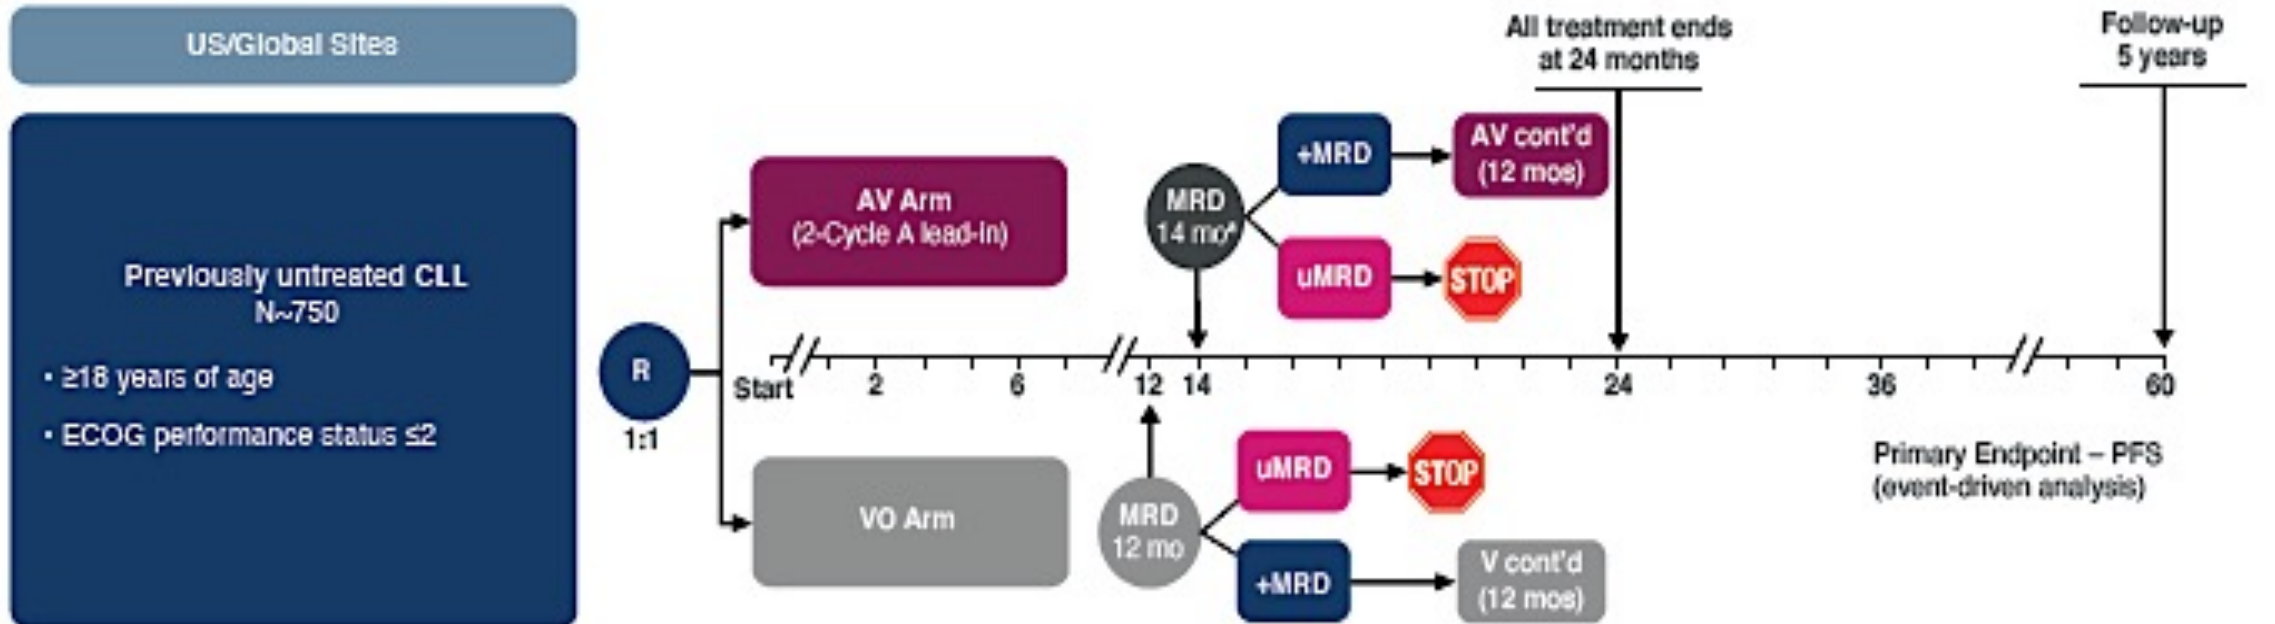 US/Global Sites
Previously untreated CLL
N~750
• ≥18 years of age
• ECOG performance status ≤2
R
1:1
AV Arm
(2-Cycle A lead-in)
VO Arm
MRD
14 mo*
+MRD
AV cont'd
(12 mos)
uMRD
STOP
All treatment ends
at 24 months
Follow-up
5 years
Start
2
6
12
14
24
36
60
MRD
12 mo
uMRD
STOP
+MRD
V cont'd
(12 mos)
Primary Endpoint – PFS
(event-driven analysis)